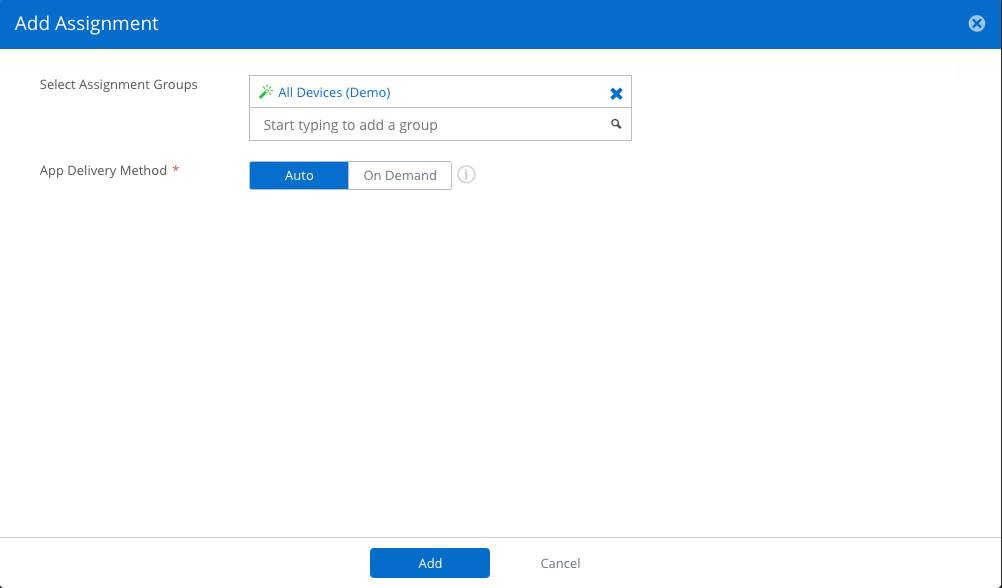 Add Assignment
Select Assignment Groups
All Devices (Demo)
Start typing to add a group
App Delivery Method *
Auto
On Demand
Add
Cancel